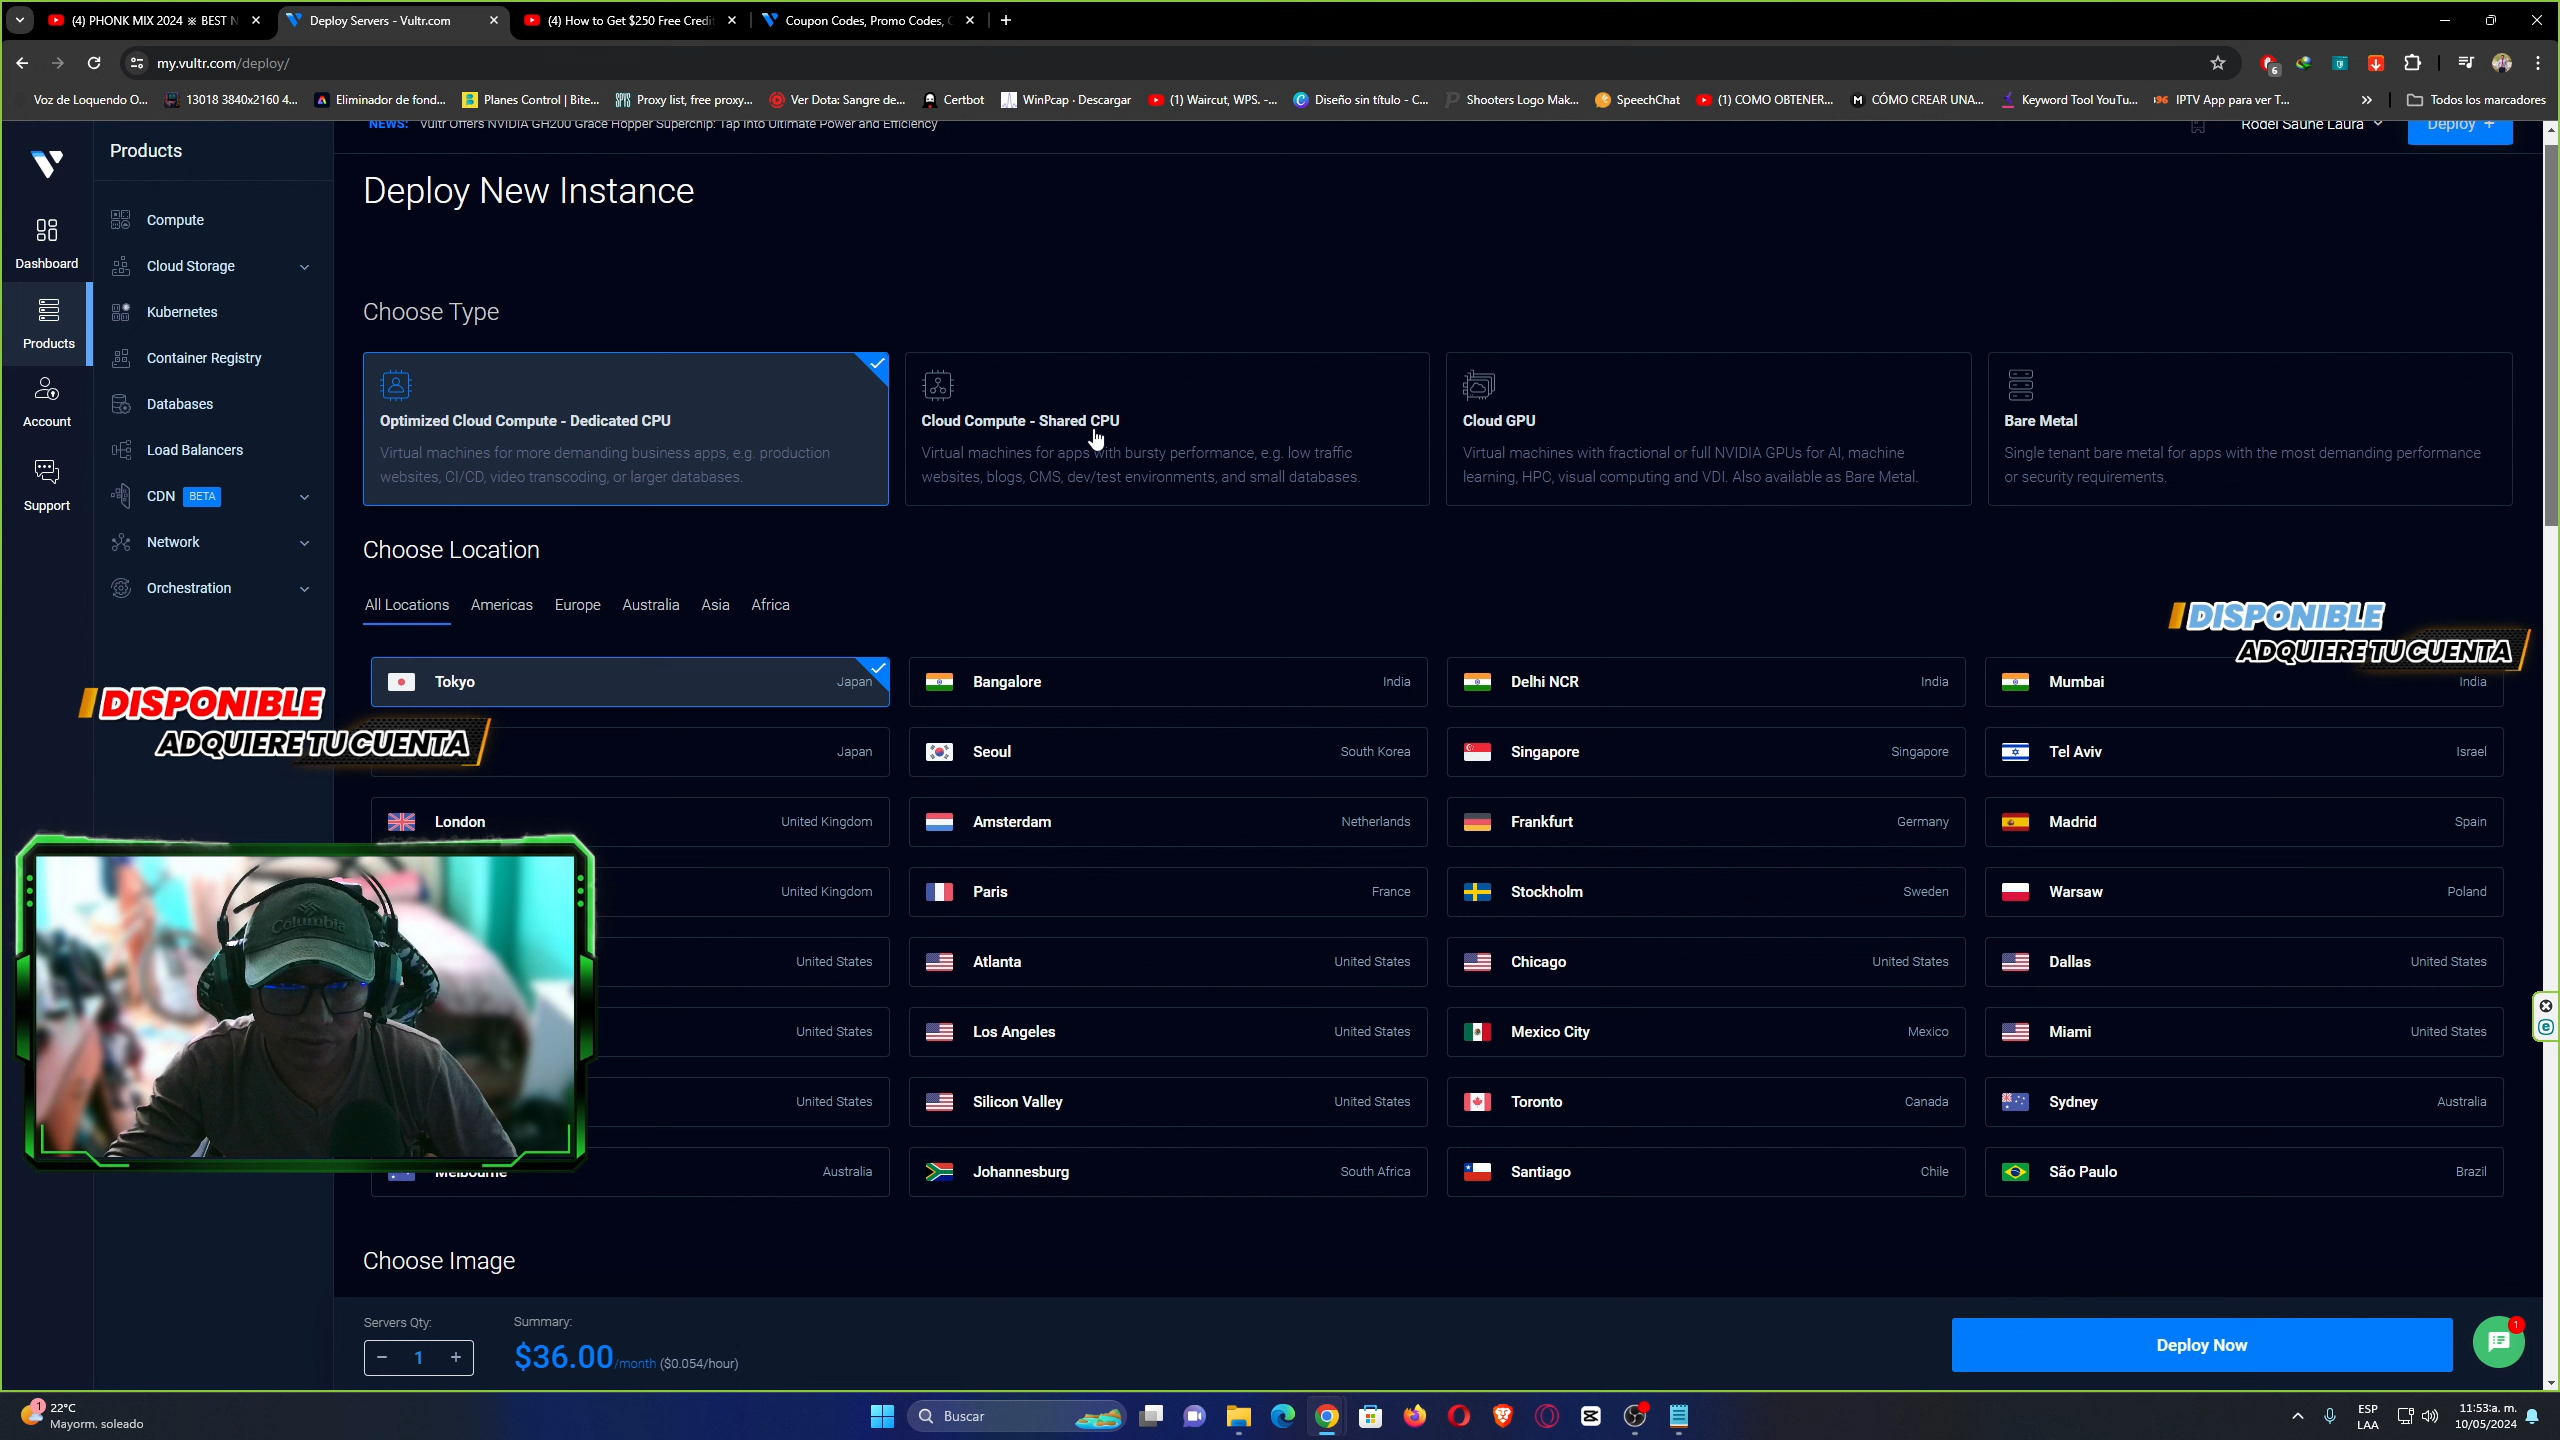 (4) PHONK MIX 2024 ※ BEST N
Deploy Servers - Vultr.com
(4) How to Get $250 Free Credi
Coupon Codes, Promo Codes, C
my.vultr.com/deploy/
6
Voz de Loquendo O...
13018 3840x2160 4...
Eliminador de fond...
Planes Control | Bite...
Proxy list, free proxy...
Ver Dota: Sangre de...
Certbot
WinPcap · Descargar
(1) Waircut, WPS. -...
Diseño sin título - C...
Shooters Logo Mak...
SpeechChat
(1) COMO OBTENER...
CÓMO CREAR UNA...
Keyword Tool YouTu...
IPTV App para ver T...
Todos los marcadores
NEWS: Vultr Offers NVIDIA GH200 Grace Hopper Superchip: Tap Into Ultimate Power and Efficiency
Rodel Saune Laura
Deploy +
Products
Compute
Cloud Storage
Kubernetes
Container Registry
Databases
Load Balancers
CDN BETA
Network
Orchestration
Dashboard
Products
Account
Support
Deploy New Instance
Choose Type
Optimized Cloud Compute - Dedicated CPU
Virtual machines for more demanding business apps, e.g. production
websites, CI/CD, video transcoding, or larger databases.
Cloud Compute - Shared CPU
Virtual machines for apps with bursty performance, e.g. low traffic
websites, blogs, CMS, dev/test environments, and small databases.
Cloud GPU
Virtual machines with fractional or full NVIDIA GPUs for AI, machine
learning, HPC, visual computing and VDI. Also available as Bare Metal.
Bare Metal
Single tenant bare metal for apps with the most demanding performance
or security requirements.
Choose Location
All Locations Americas Europe Australia Asia Africa
DISPONIBLE
ADQUIERE TU CUENTA
Tokyo Japan
Bangalore India
Delhi NCR India
Mumbai India
DISPONIBLE
ADQUIERE TU CUENTA
Japan
Seoul South Korea
Singapore Singapore
Tel Aviv Israel
London United Kingdom
Amsterdam Netherlands
Frankfurt Germany
Madrid Spain
United Kingdom
Paris France
Stockholm Sweden
Warsaw Poland
Columbia
United States
Atlanta United States
Chicago United States
Dallas United States
United States
Los Angeles United States
Mexico City Mexico
Miami United States
United States
Silicon Valley United States
Toronto Canada
Sydney Australia
Melbourne Australia
Johannesburg South Africa
Santiago Chile
São Paulo Brazil
Choose Image
Servers Qty:
− 1 +
Summary:
$36.00/month ($0.054/hour)
Deploy Now
1
1
22°C
Mayorm. soleado
Buscar
ESP
LAA
11:53:a. m.
10/05/2024